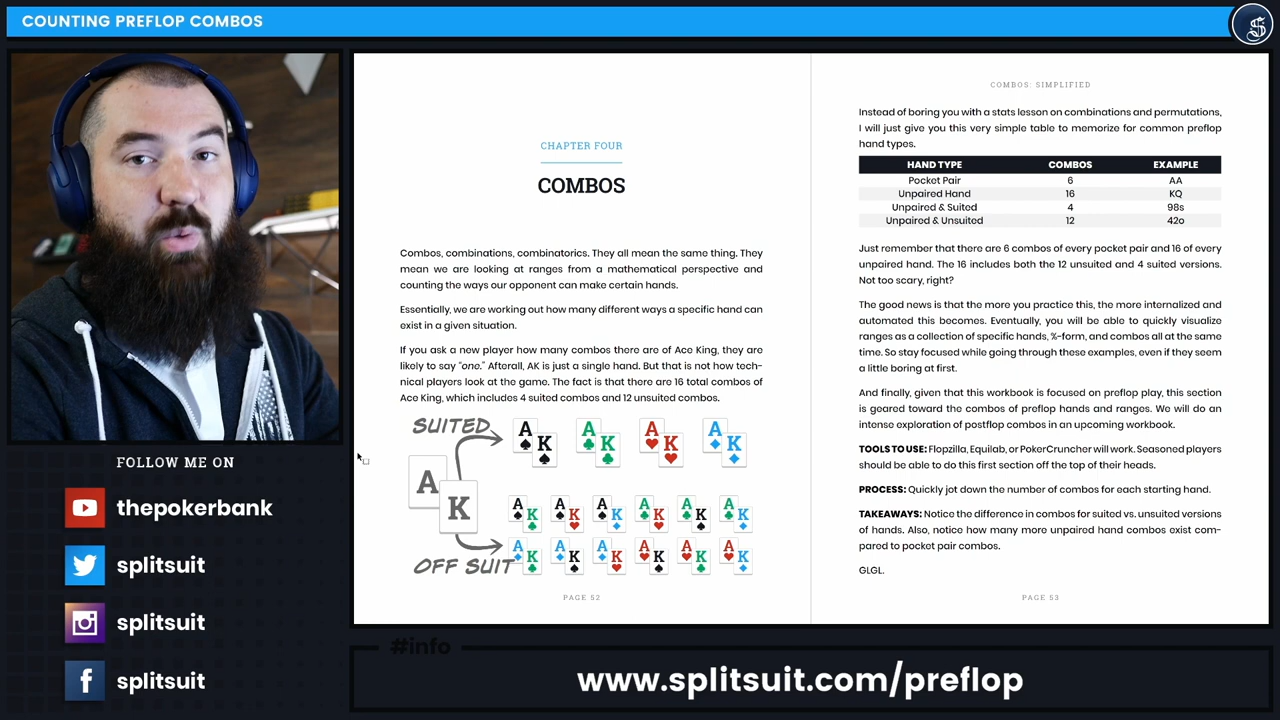 COUNTING PREFLOP COMBOS
FOLLOW ME ON
thepokerbank
splitsuit
splitsuit
splitsuit
CHAPTER FOUR
COMBOS
Combos, combinations, combinatorics. They all mean the same thing. They
mean we are looking at ranges from a mathematical perspective and
counting the ways our opponent can make certain hands.
Essentially, we are working out how many different ways a specific hand can
exist in a given situation.
If you ask a new player how many combos there are of Ace King, they are
likely to say "one." Afterall, AK is just a single hand. But that is not how tech-
nical players look at the game. The fact is that there are 16 total combos of
Ace King, which includes 4 suited combos and 12 unsuited combos.
SUITED
A♠ K♠ A♣ K♣ A♥ K♥ A♦ K♦
A K
A♠ K♣ A♠ K♥ A♠ K♦ A♣ K♥ A♣ K♠ A♣ K♦
OFF SUIT
A♦ K♣ A♦ K♠ A♦ K♥ A♥ K♠ A♥ K♣ A♥ K♦
PAGE 52
COMBOS: SIMPLIFIED
Instead of boring you with a stats lesson on combinations and permutations,
I will just give you this very simple table to memorize for common preflop
hand types.
HAND TYPE COMBOS EXAMPLE
Pocket Pair 6 AA
Unpaired Hand 16 KQ
Unpaired & Suited 4 98s
Unpaired & Unsuited 12 42o
Just remember that there are 6 combos of every pocket pair and 16 of every
unpaired hand. The 16 includes both the 12 unsuited and 4 suited versions.
Not too scary, right?
The good news is that the more you practice this, the more internalized and
automated this becomes. Eventually, you will be able to quickly visualize
ranges as a collection of specific hands, %-form, and combos all at the same
time. So stay focused while going through these examples, even if they seem
a little boring at first.
And finally, given that this workbook is focused on preflop play, this section
is geared toward the combos of preflop hands and ranges. We will do an
intense exploration of postflop combos in an upcoming workbook.
TOOLS TO USE: Flopzilla, Equilab, or PokerCruncher will work. Seasoned players
should be able to do this first section off the top of their heads.
PROCESS: Quickly jot down the number of combos for each starting hand.
TAKEAWAYS: Notice the difference in combos for suited vs. unsuited versions
of hands. Also, notice how many more unpaired hand combos exist com-
pared to pocket pair combos.
GLGL.
PAGE 53
#info
www.splitsuit.com/preflop